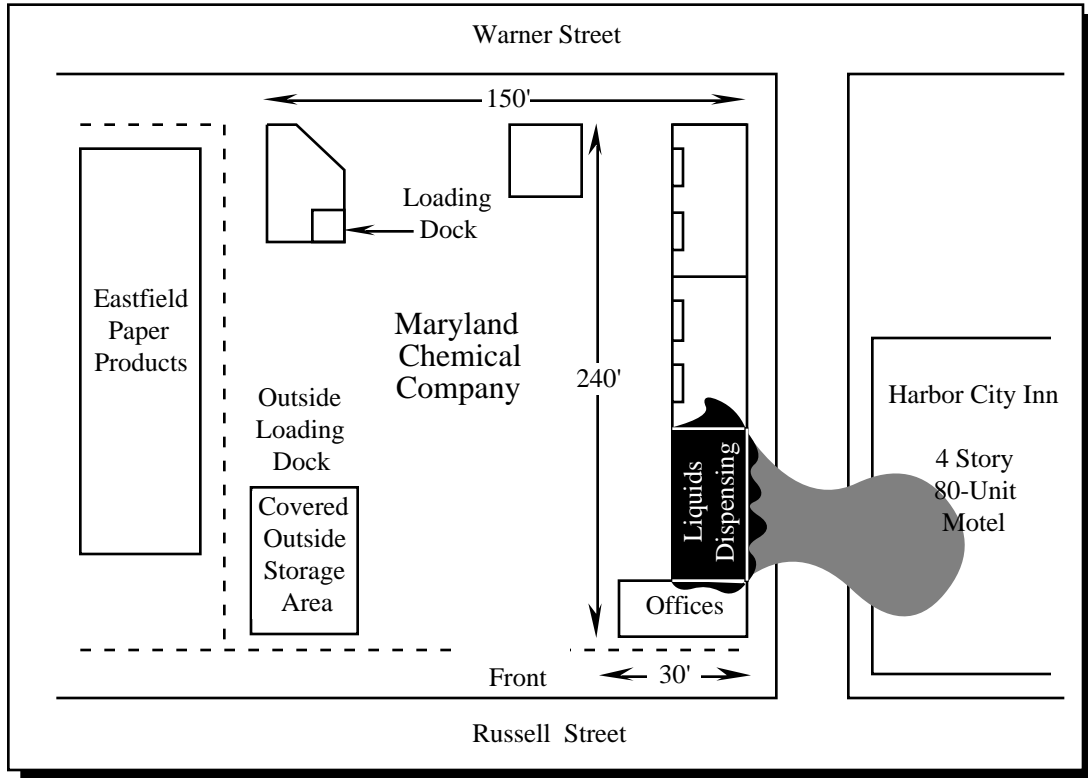 Warner Street
150'
Loading
Dock
Eastfield
Paper
Products
Maryland
Chemical
Company
240'
Outside
Loading
Dock
Covered
Outside
Storage
Area
Liquids
Dispensing
Offices
Harbor City Inn
4 Story
80-Unit
Motel
Front
30'
Russell Street